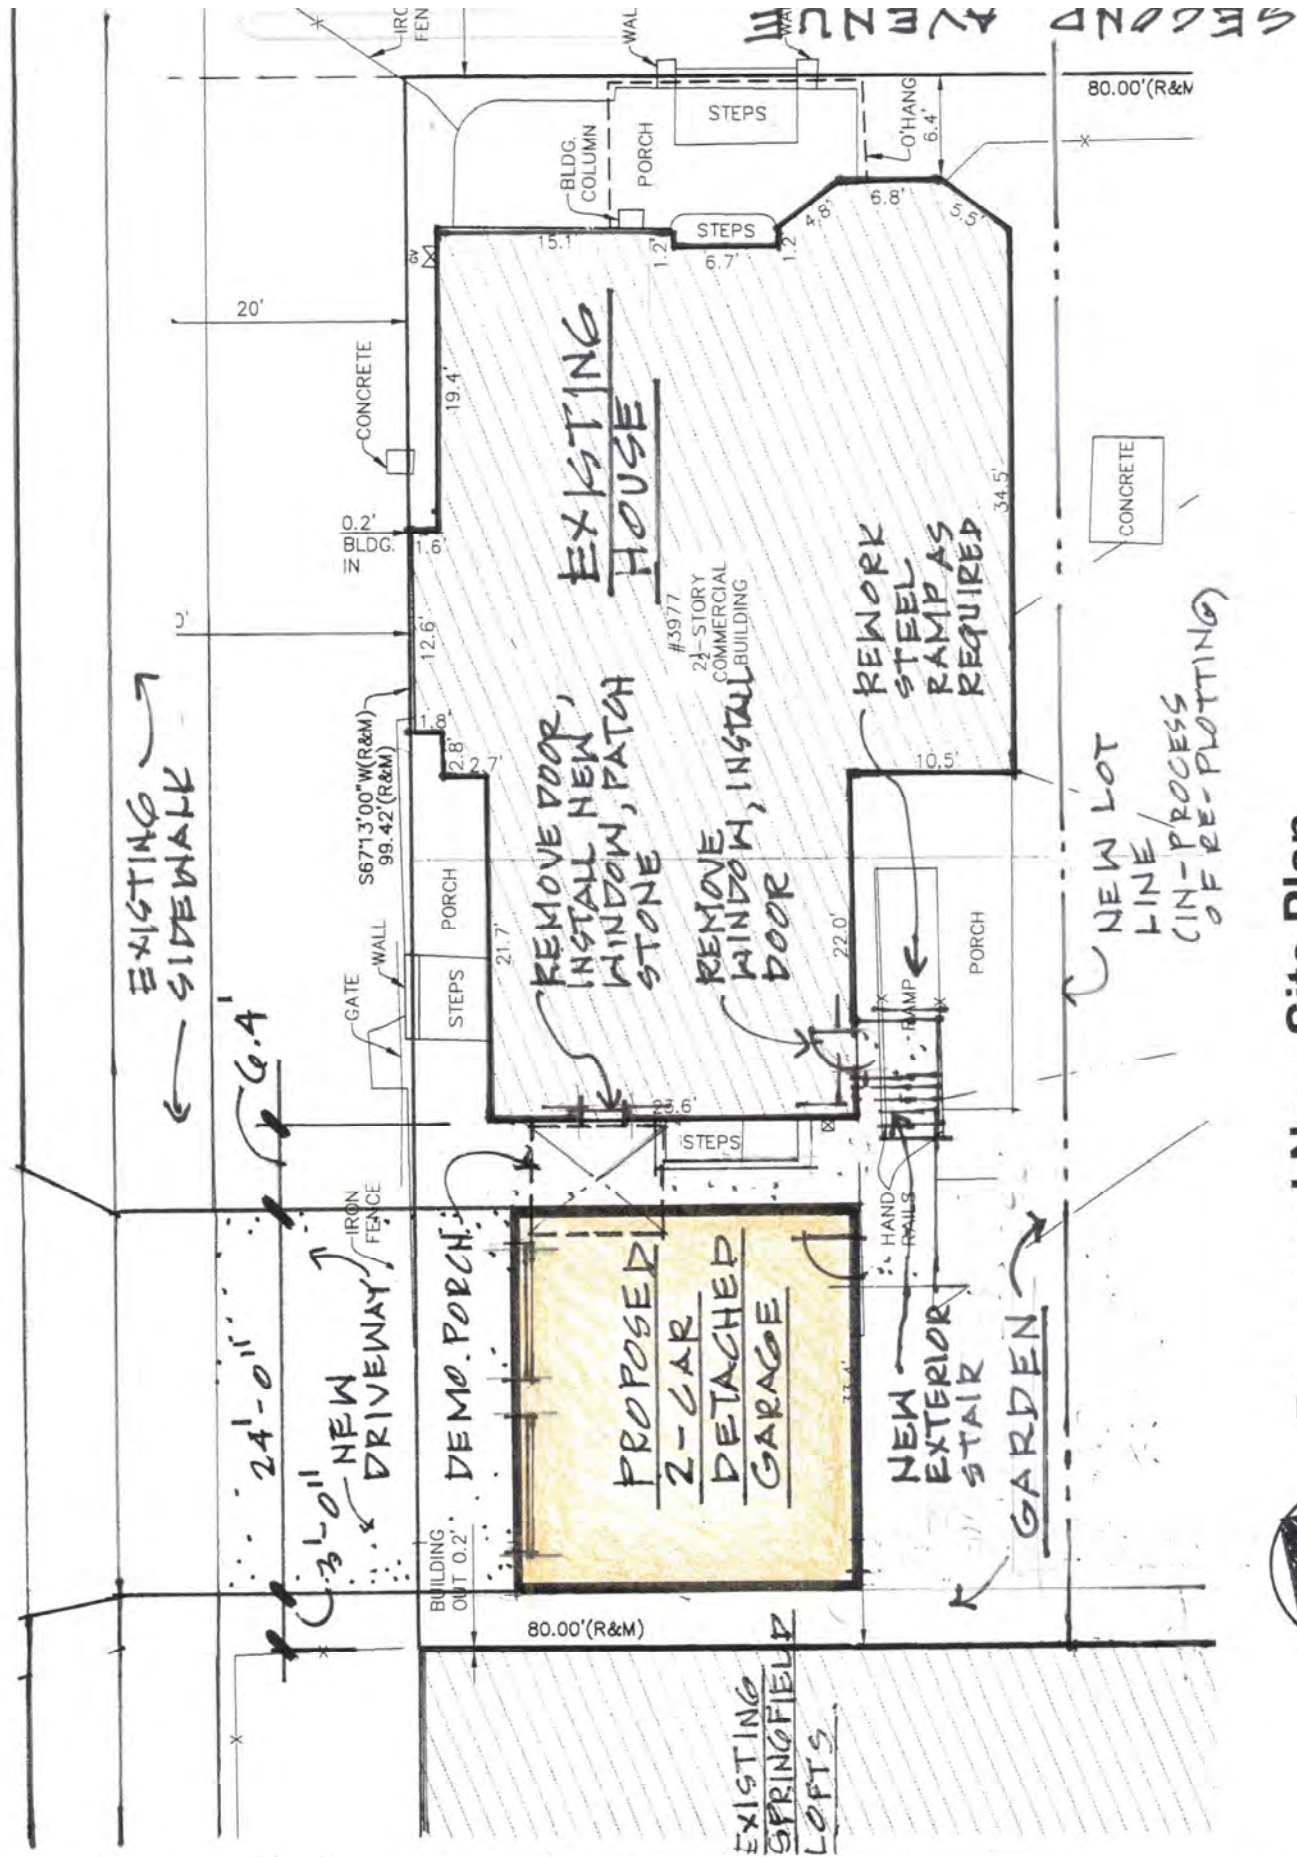 SECOND AVENUE
80.00'(R&M
WAL
STEPS
O'HANG
6.4'
BLDG.
COLUMN
PORCH
15.1'
1.2'
STEPS
6.7'
1.2'
4.8'
6.8'
5.5'
GV
20'
CONCRETE
19.4'
0.2'
BLDG.
IN
1.6'
12.6'
EXISTING
HOUSE
34.5'
CONCRETE
#3977
2½-STORY
COMMERCIAL
BUILDING
REWORK
STEEL
RAMP AS
REQUIRED
EXISTING
SIDEWALK
S67°13'00"W(R&M)
99.42'(R&M)
1.8'
2.8'
2.7'
REMOVE DOOR,
INSTALL NEW
WINDOW, PATCH
STONE
REMOVE
WINDOW, INSTALL
DOOR
10.5'
NEW LOT
LINE
(IN-PROCESS
OF RE-PLOTTING)
GATE
WALL
STEPS
PORCH
21.7'
22.0'
RAMP
PORCH
6.4'
23.6'
STEPS
IRON
FENCE
HAND
RAILS
24'-0"
3'-0"
NEW
DRIVEWAY
DEMO. PORCH
PROPOSED
2-CAR
DETACHED
GARAGE
33.4'
NEW
EXTERIOR
STAIR
GARDEN
BUILDING
OUT 0.2'
80.00'(R&M)
EXISTING
SPRINGFIELD
LOFTS
Site Plan